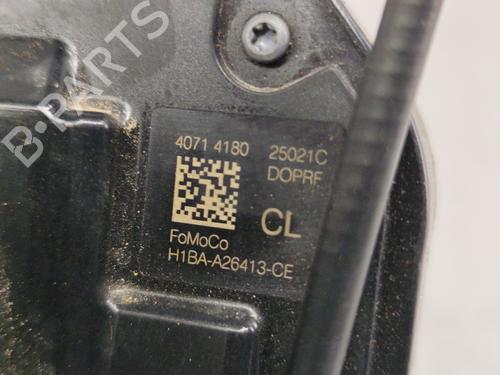 B-PARTS
4071 4180 25021C
DOPRF
CL
FoMoCo
H1BA-A26413-CE